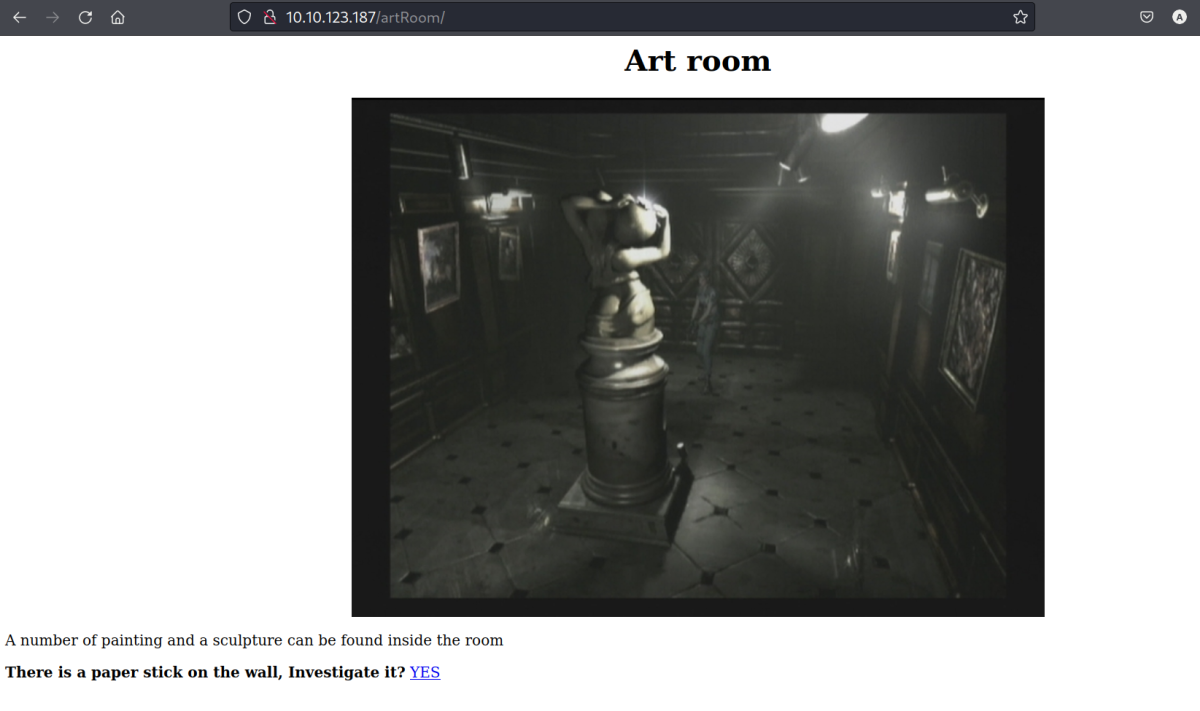 10.10.123.187/artRoom/
A
Art room
A number of painting and a sculpture can be found inside the room
There is a paper stick on the wall, Investigate it? YES